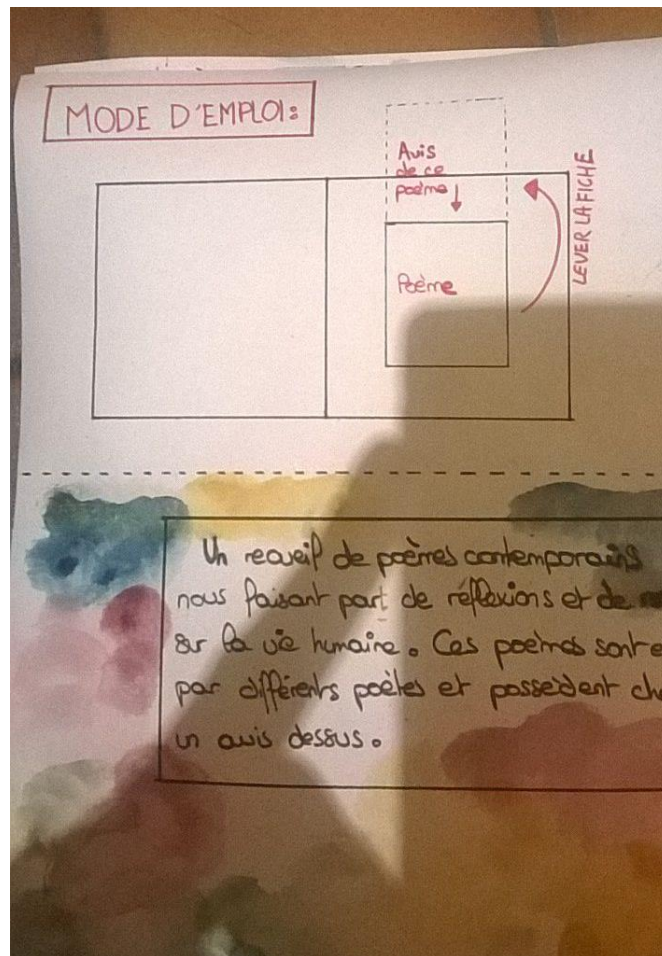 MODE D'EMPLOI:
Avis
de ce
poème
LEVER LA FICHE
Poème
Un recueil de poèmes contemporains
nous faisant part de réflexions et de
sur la vie humaine. Ces poèmes sont
par différents poètes et possèdent
un avis dessus.